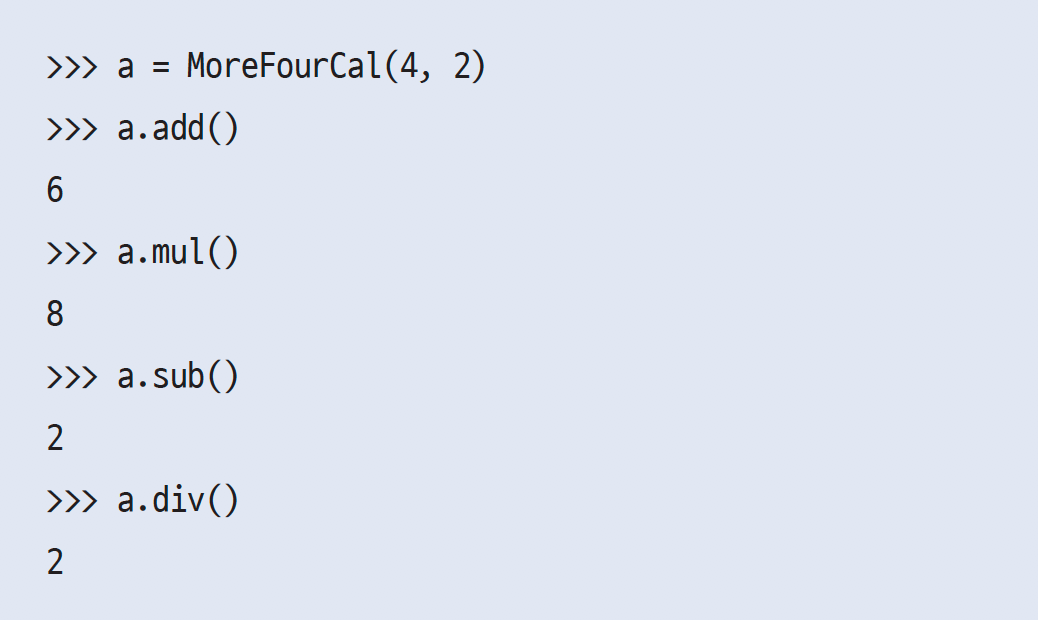 >>> a = MoreFourCal(4, 2)
>>> a.add()
6
>>> a.mul()
8
>>> a.sub()
2
>>> a.div()
2